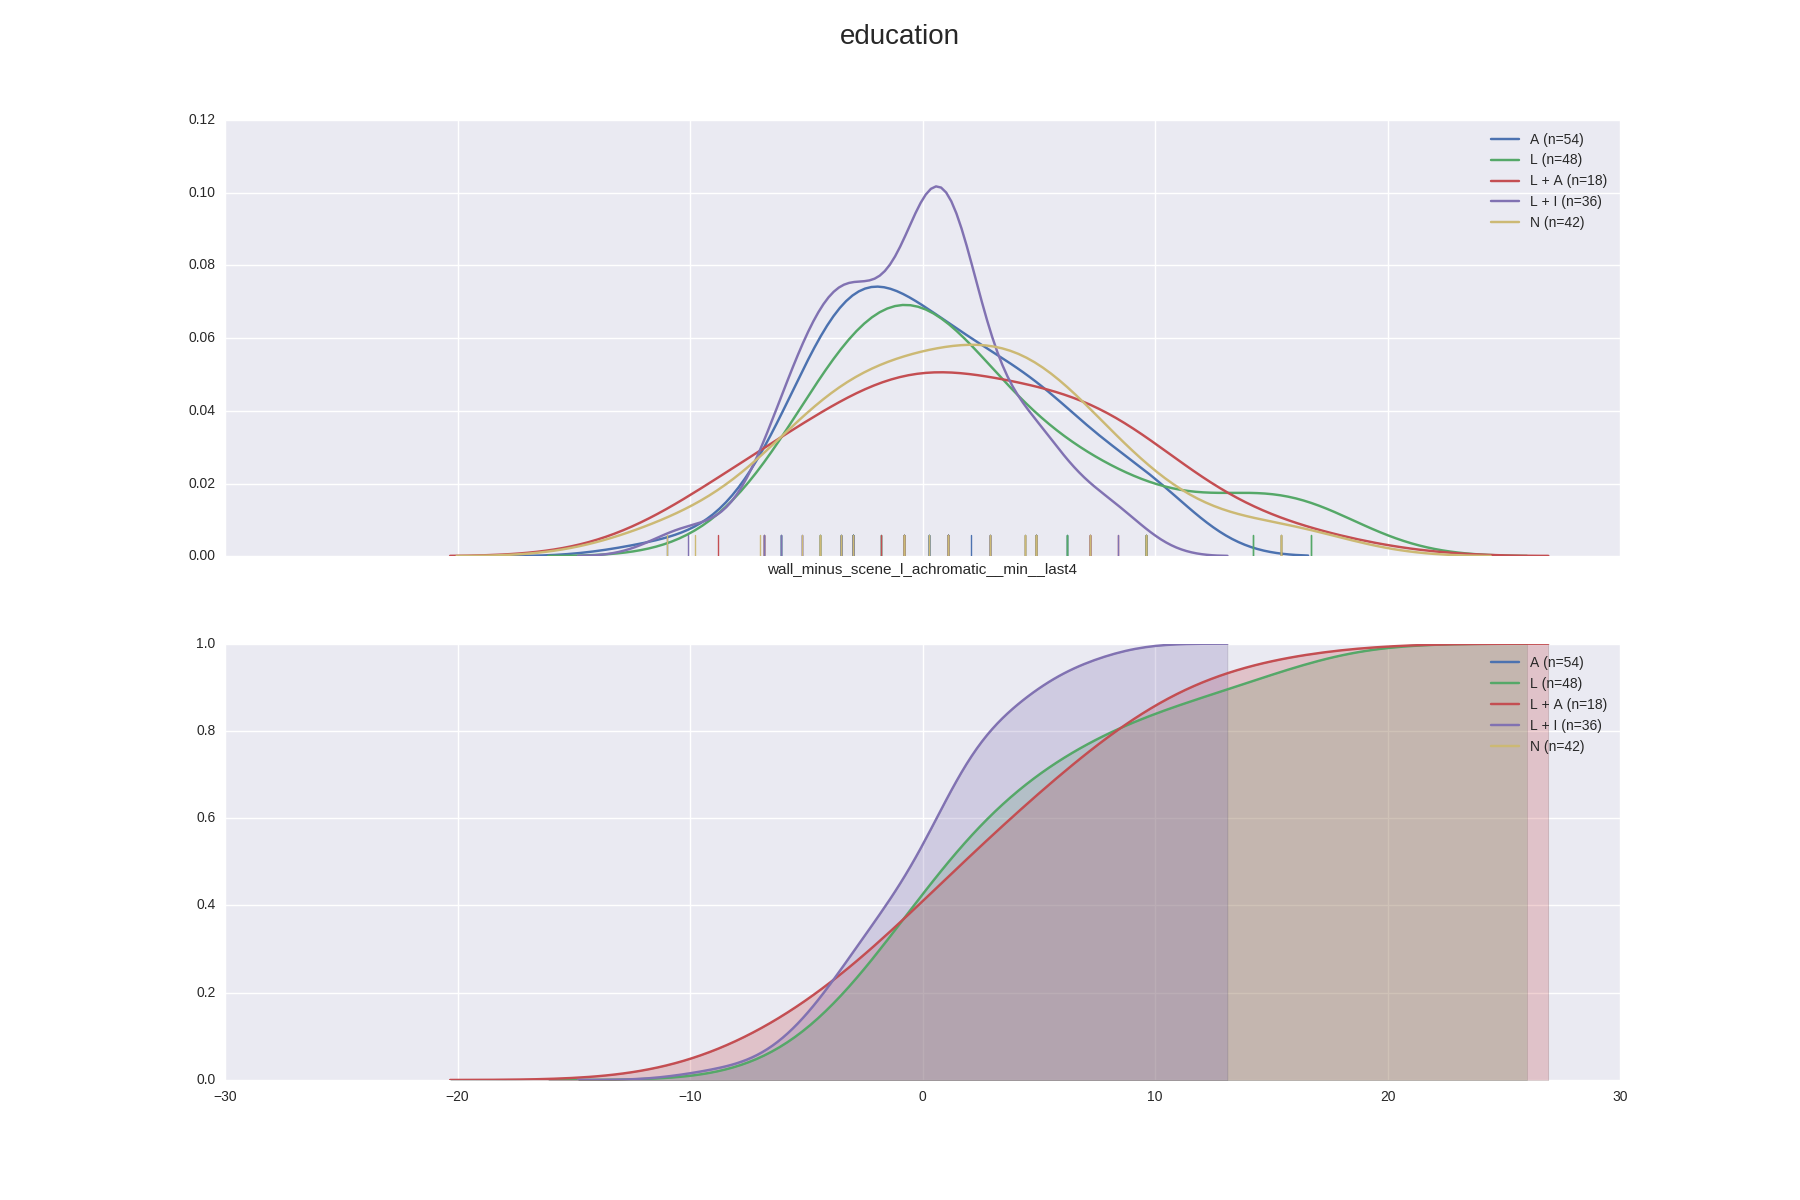 education
0.12
0.10
0.08
0.06
0.04
0.02
0.00
A (n=54)
L (n=48)
L + A (n=18)
L + I (n=36)
N (n=42)
wall_minus_scene_l_achromatic__min__last4
1.0
0.8
0.6
0.4
0.2
0.0
A (n=54)
L (n=48)
L + A (n=18)
L + I (n=36)
N (n=42)
−30 −20 −10 0 10 20 30